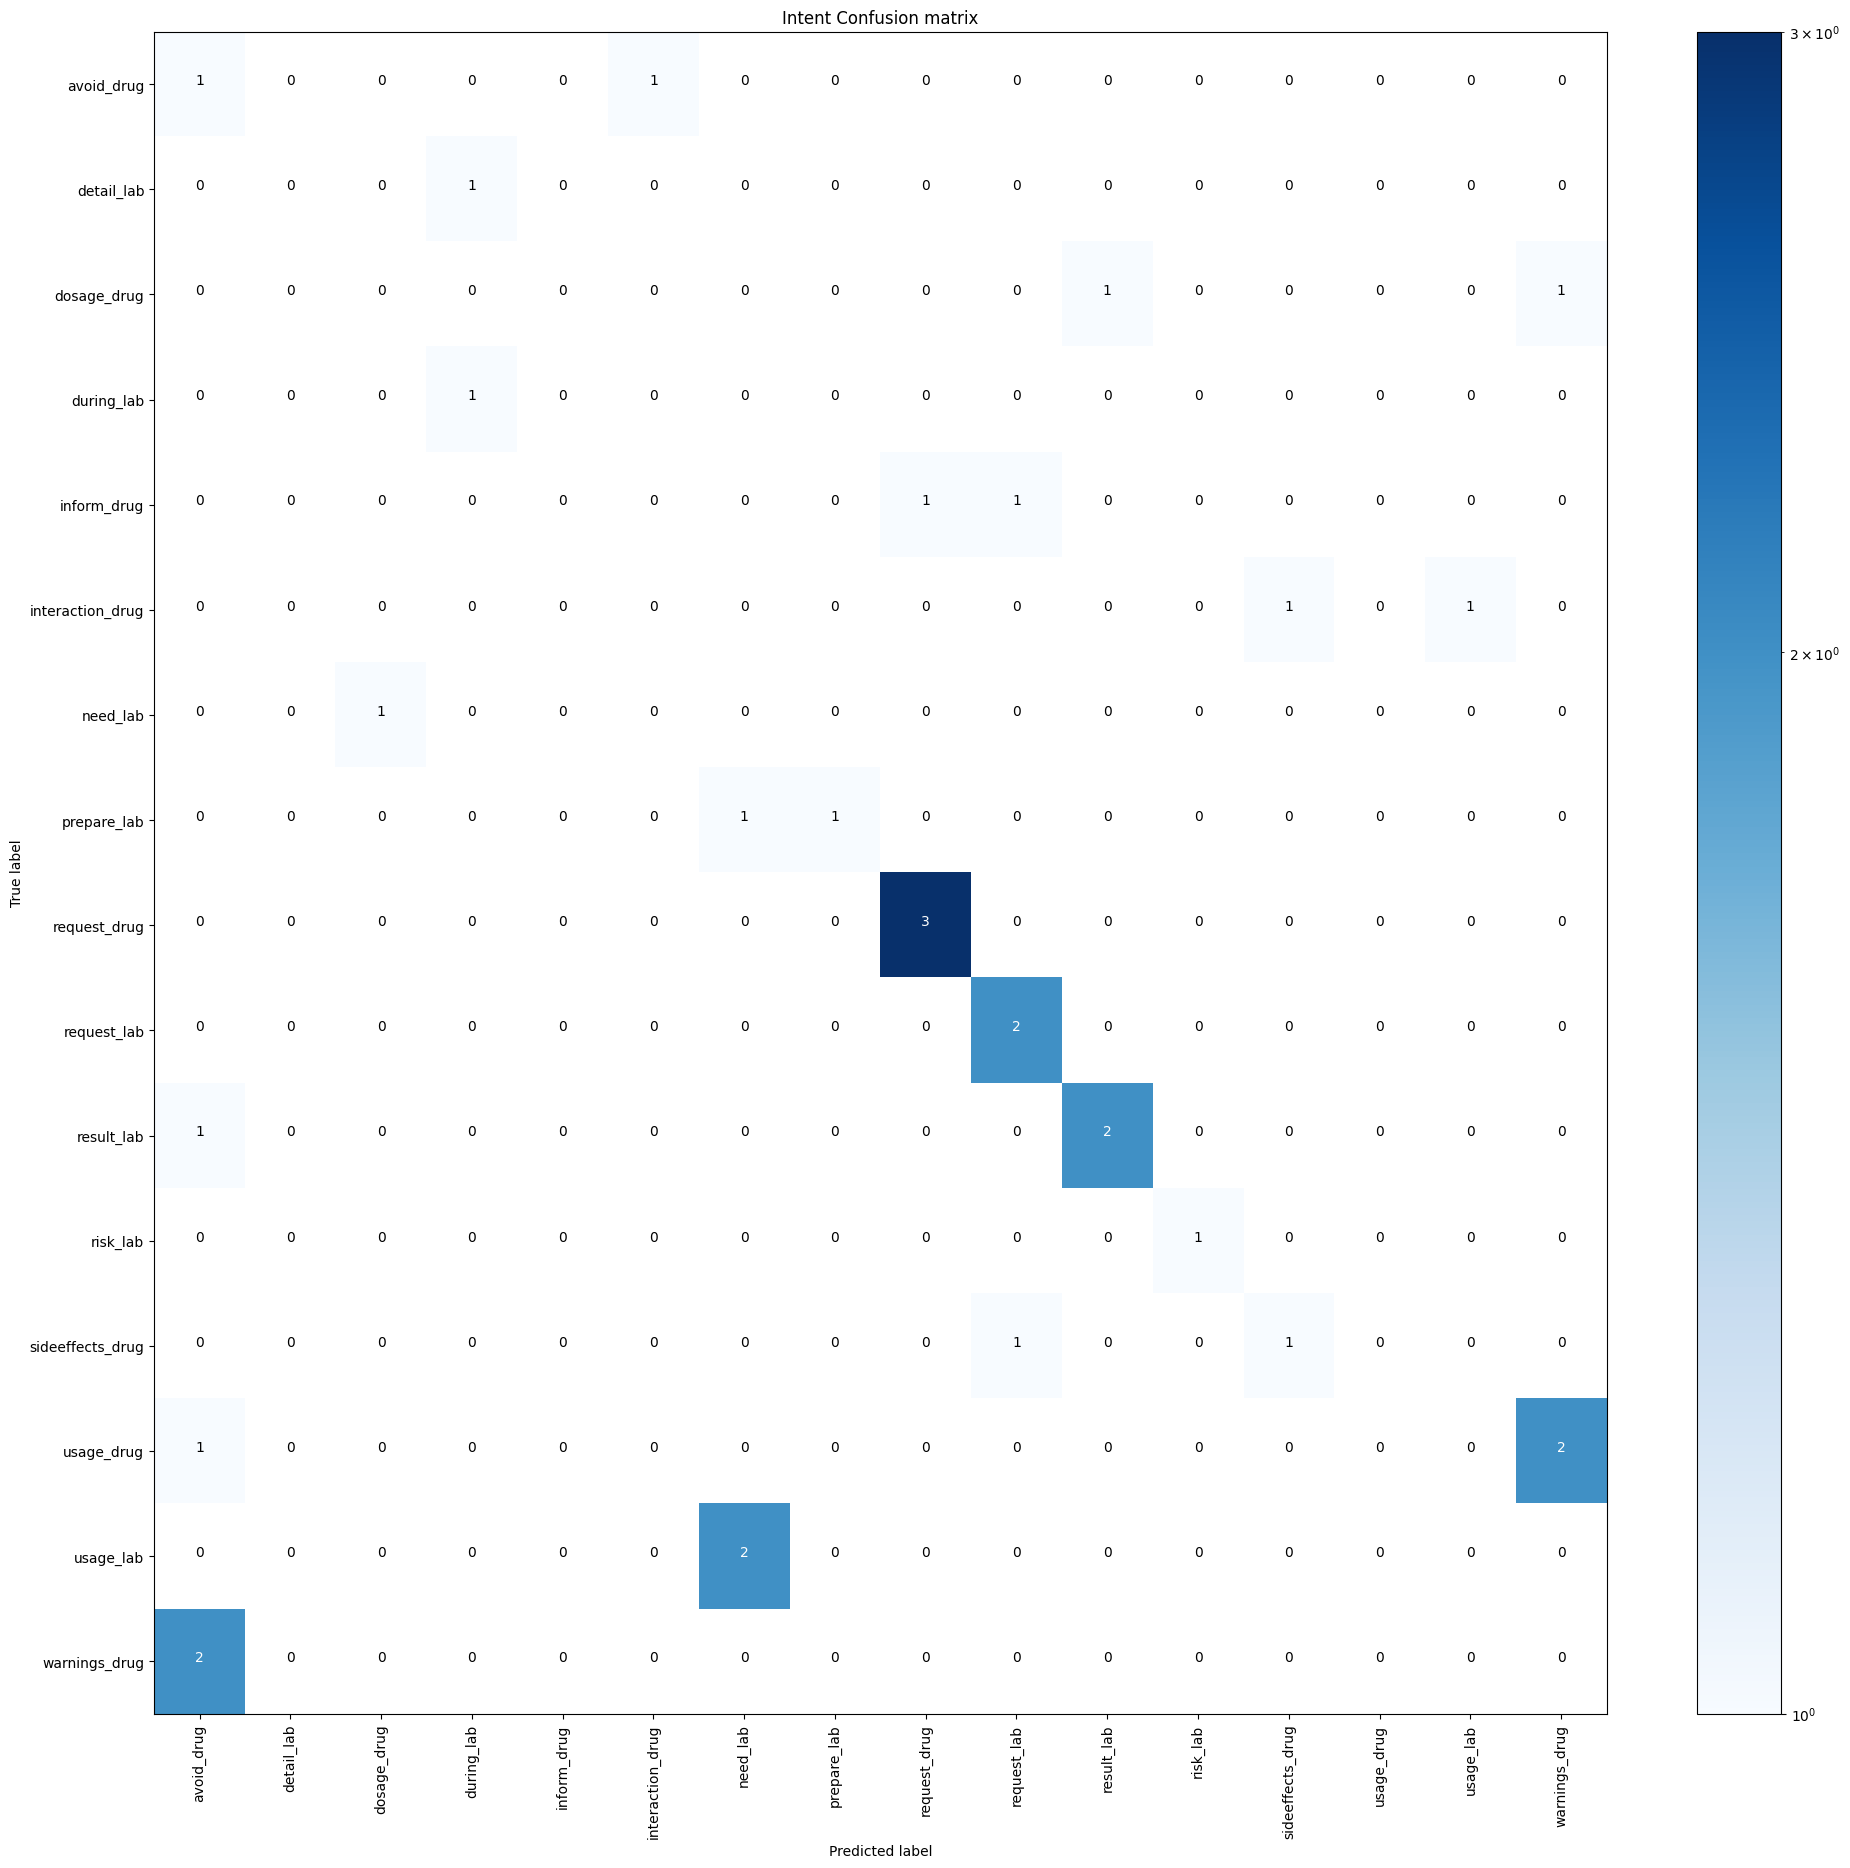 Intent Confusion matrix
avoid_drug 1 0 0 0 0 1 0 0 0 0 0 0 0 0 0 0
detail_lab 0 0 0 1 0 0 0 0 0 0 0 0 0 0 0 0
dosage_drug 0 0 0 0 0 0 0 0 0 0 1 0 0 0 0 1
during_lab 0 0 0 1 0 0 0 0 0 0 0 0 0 0 0 0
inform_drug 0 0 0 0 0 0 0 0 1 1 0 0 0 0 0 0
interaction_drug 0 0 0 0 0 0 0 0 0 0 0 0 1 0 1 0
need_lab 0 0 1 0 0 0 0 0 0 0 0 0 0 0 0 0
prepare_lab 0 0 0 0 0 0 1 1 0 0 0 0 0 0 0 0
request_drug 0 0 0 0 0 0 0 0 3 0 0 0 0 0 0 0
request_lab 0 0 0 0 0 0 0 0 0 2 0 0 0 0 0 0
result_lab 1 0 0 0 0 0 0 0 0 0 2 0 0 0 0 0
risk_lab 0 0 0 0 0 0 0 0 0 0 0 1 0 0 0 0
sideeffects_drug 0 0 0 0 0 0 0 0 0 1 0 0 1 0 0 0
usage_drug 1 0 0 0 0 0 0 0 0 0 0 0 0 0 0 2
usage_lab 0 0 0 0 0 0 2 0 0 0 0 0 0 0 0 0
warnings_drug 2 0 0 0 0 0 0 0 0 0 0 0 0 0 0 0
True label
avoid_drug
detail_lab
dosage_drug
during_lab
inform_drug
interaction_drug
need_lab
prepare_lab
request_drug
request_lab
result_lab
risk_lab
sideeffects_drug
usage_drug
usage_lab
warnings_drug
Predicted label
3 × 10⁰
2 × 10⁰
10⁰